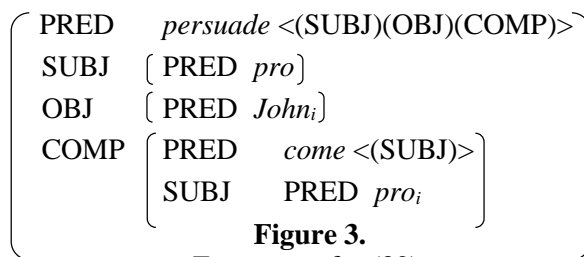 PRED persuade <(SUBJ)(OBJ)(COMP)>
SUBJ [PRED pro]
OBJ [PRED Johni]
COMP [PRED come <(SUBJ)>
SUBJ PRED proi]
Figure 3.